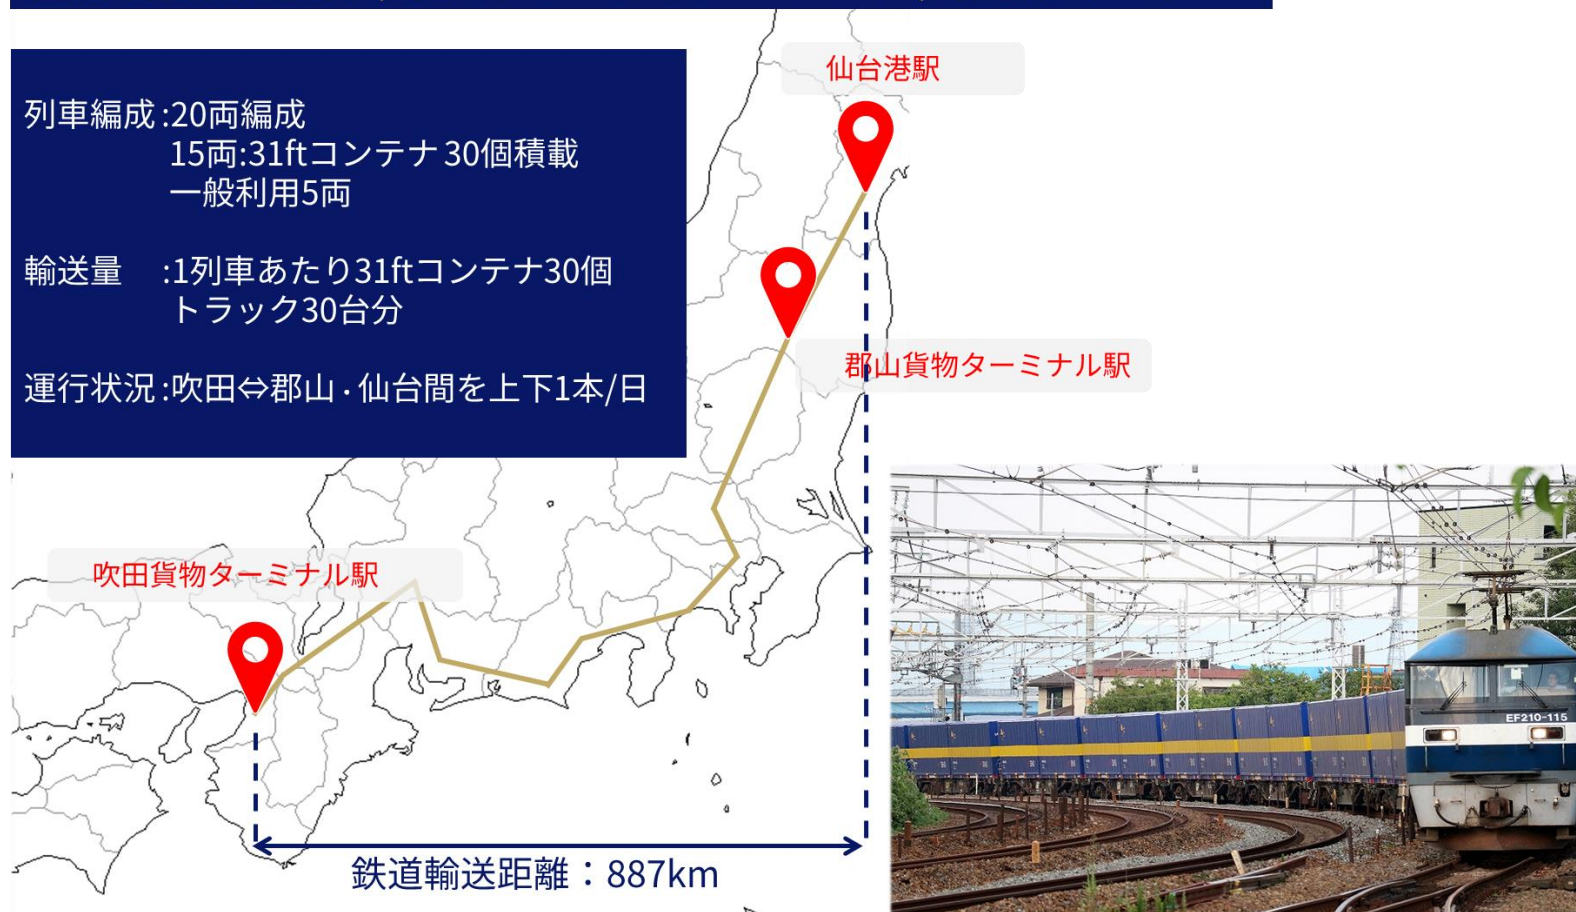 列車編成:20両編成
15両:31ftコンテナ 30個積載
一般利用5両
輸送量 :1列車あたり31ftコンテナ30個
トラック30台分
運行状況:吹田⇔郡山・仙台間を上下1本/日
仙台港駅
郡山貨物ターミナル駅
吹田貨物ターミナル駅
鉄道輸送距離：887km
EF210-115